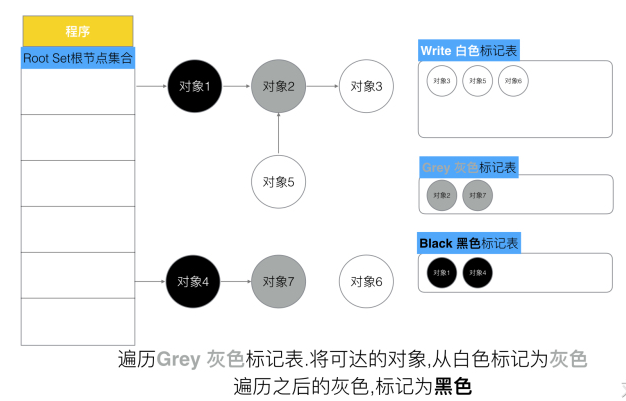 程序
Root Set根节点集合
对象1
对象2
对象3
对象5
对象4
对象7
对象6
Write 白色标记表
对象3 对象5 对象6
Grey 灰色标记表
对象2 对象7
Black 黑色标记表
对象1 对象4
遍历Grey 灰色标记表.将可达的对象,从白色标记为灰色
遍历之后的灰色,标记为黑色